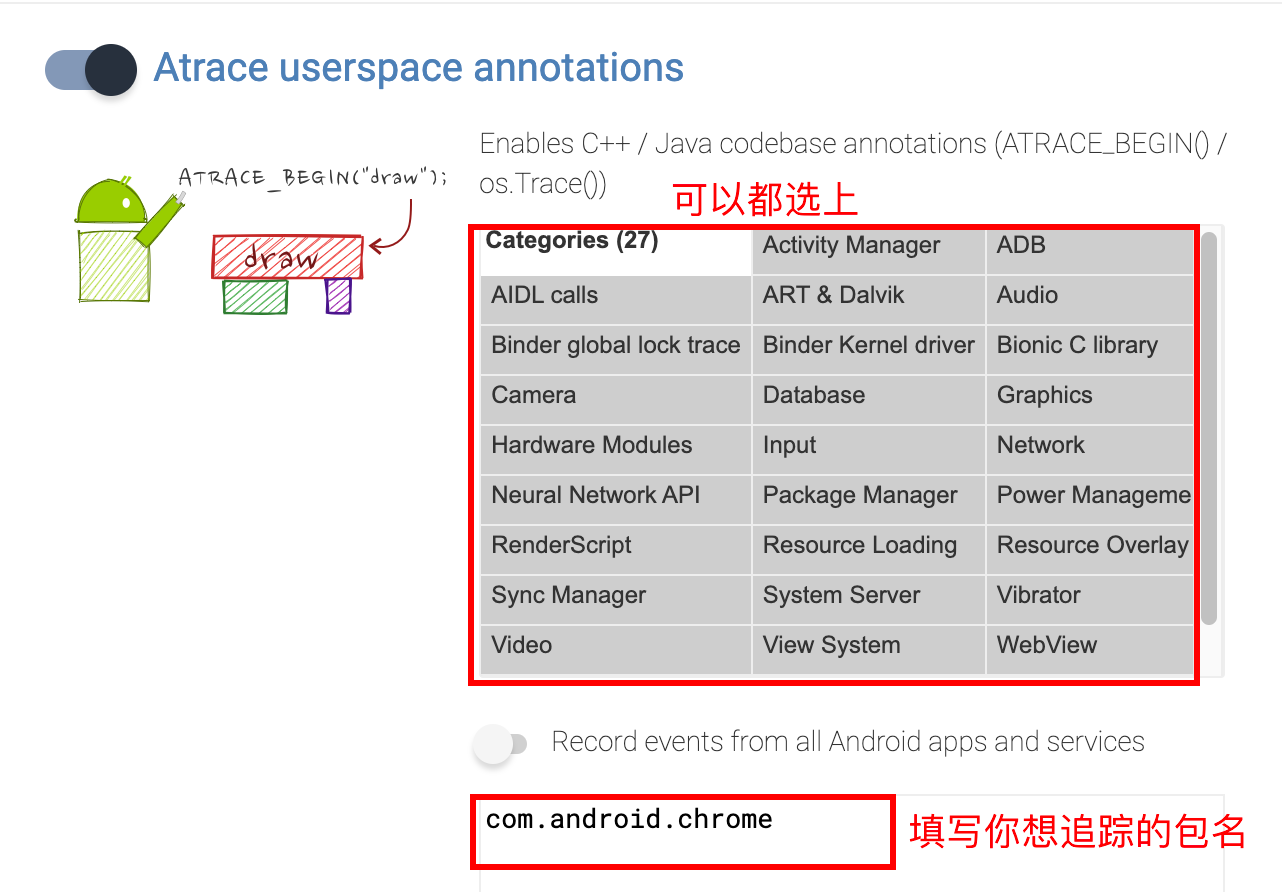 Atrace userspace annotations
Enables C++ / Java codebase annotations (ATRACE_BEGIN() /
os.Trace())
ATRACE_BEGIN("draw");
draw
可以都选上
Categories (27) Activity Manager ADB
AIDL calls ART & Dalvik Audio
Binder global lock trace Binder Kernel driver Bionic C library
Camera Database Graphics
Hardware Modules Input Network
Neural Network API Package Manager Power Manageme
RenderScript Resource Loading Resource Overlay
Sync Manager System Server Vibrator
Video View System WebView
Record events from all Android apps and services
com.android.chrome
填写你想追踪的包名